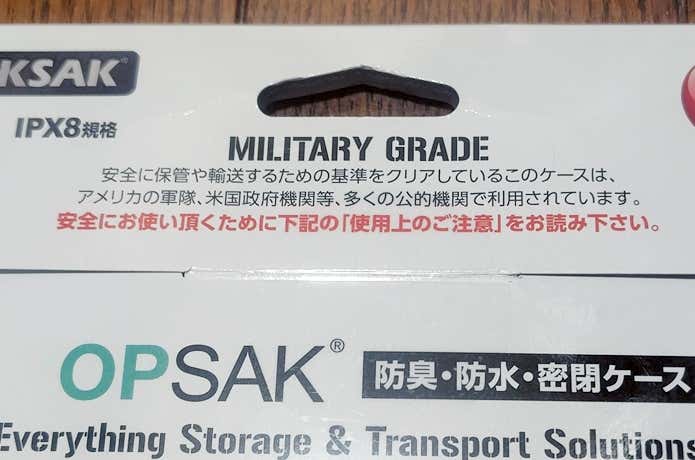 KSAK®
IPX8規格
MILITARY GRADE
安全に保管や輸送するための基準をクリアしているこのケースは、
アメリカの軍隊、米国政府機関等、多くの公的機関で利用されています。
安全にお使い頂くために下記の「使用上のご注意」をお読み下さい。
OPSAK®
防臭・防水・密閉ケース
Everything Storage & Transport Solutions